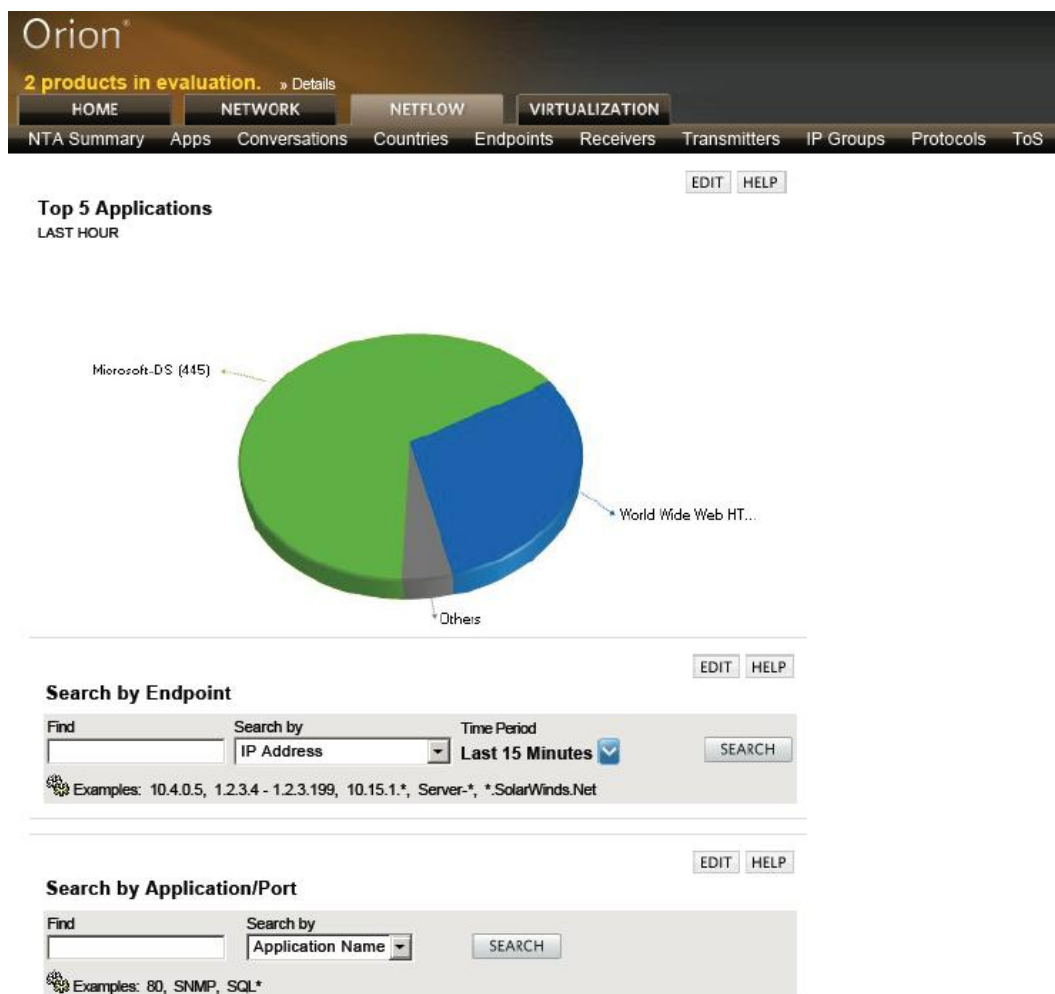 Orion®
2 products in evaluation. » Details
HOME NETWORK NETFLOW VIRTUALIZATION
NTA Summary Apps Conversations Countries Endpoints Receivers Transmitters IP Groups Protocols ToS
EDIT HELP
Top 5 Applications
LAST HOUR
Microsoft-DS (445)
World Wide Web HT...
Others
EDIT HELP
Search by Endpoint
Find Search by Time Period
IP Address Last 15 Minutes SEARCH
Examples: 10.4.0.5, 1.2.3.4 - 1.2.3.199, 10.15.1.*, Server-*, *.SolarWinds.Net
EDIT HELP
Search by Application/Port
Find Search by
Application Name SEARCH
Examples: 80, SNMP, SQL*